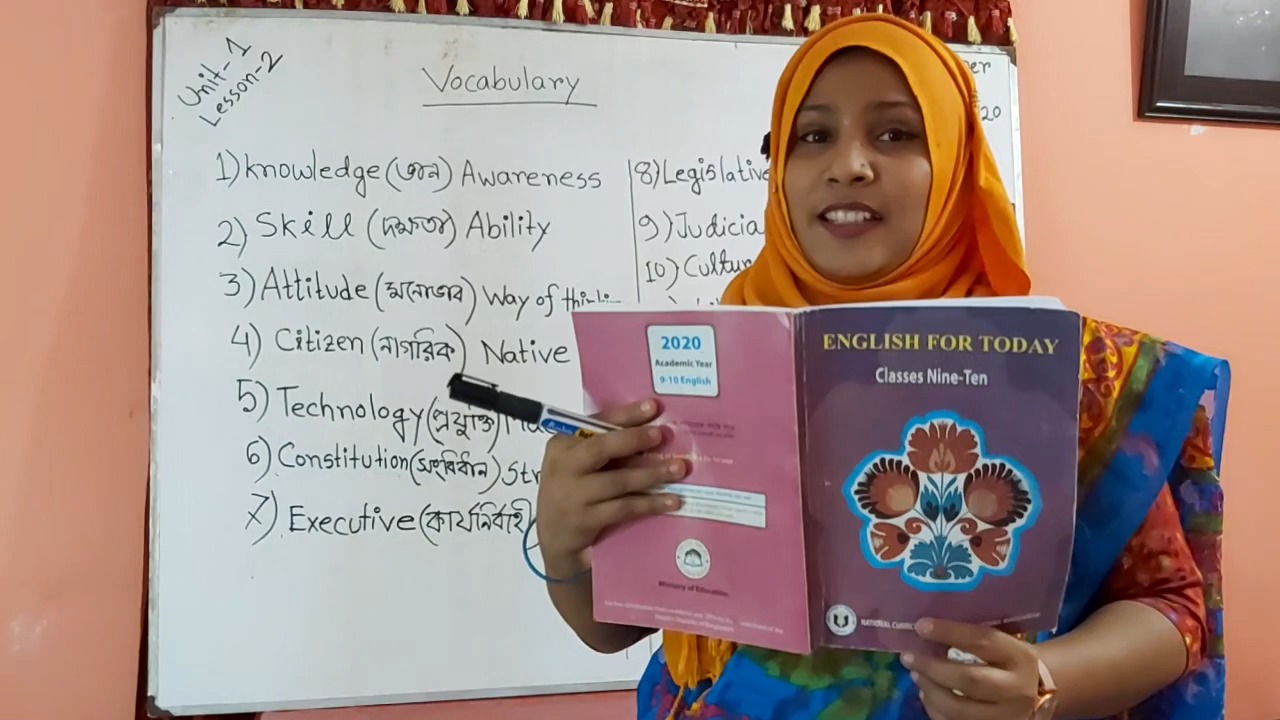 Unit-1
Lesson-2
Vocabulary
1) Knowledge (জ্ঞান) Awareness
2) Skill (দক্ষতা) Ability
3) Attitude (মনোভাব) Way of
4) Citizen (নাগরিক) Native
5) Technology (প্রযুক্তি)
6) Constitution (সংবিধান)
7) Executive (কার্যনির্বাহী)
8) Legislative
9)
10)
20
2020
Academic Year
9-10 English
Ministry of Education
ENGLISH FOR TODAY
Classes Nine-Ten
NATIONAL